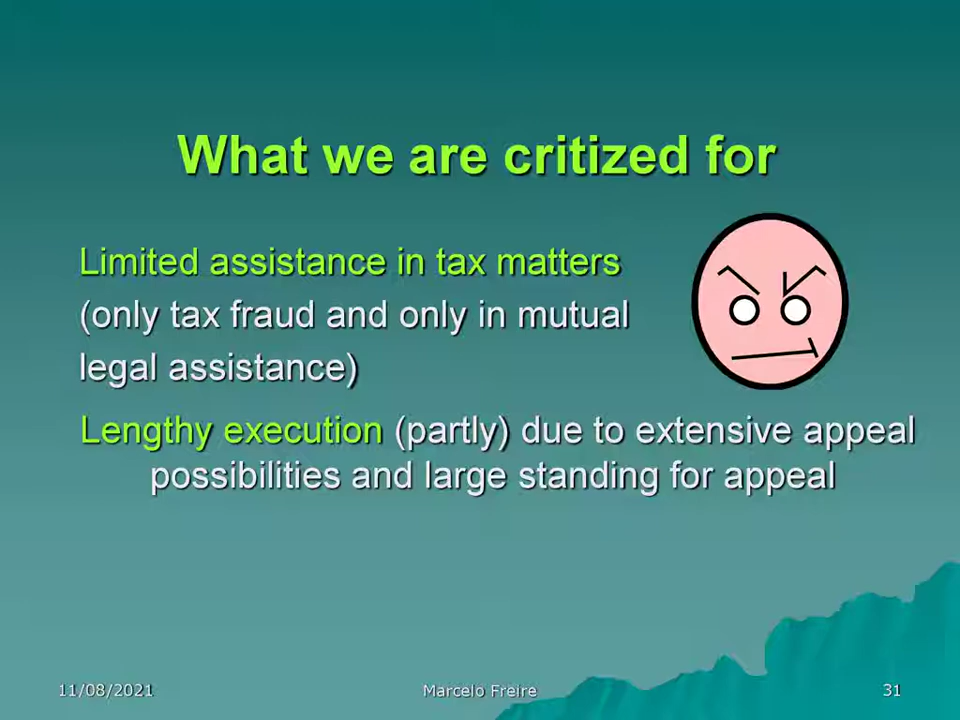 What we are critized for
Limited assistance in tax matters
(only tax fraud and only in mutual
legal assistance)
Lengthy execution (partly) due to extensive appeal
possibilities and large standing for appeal
11/08/2021
Marcelo Freire
31